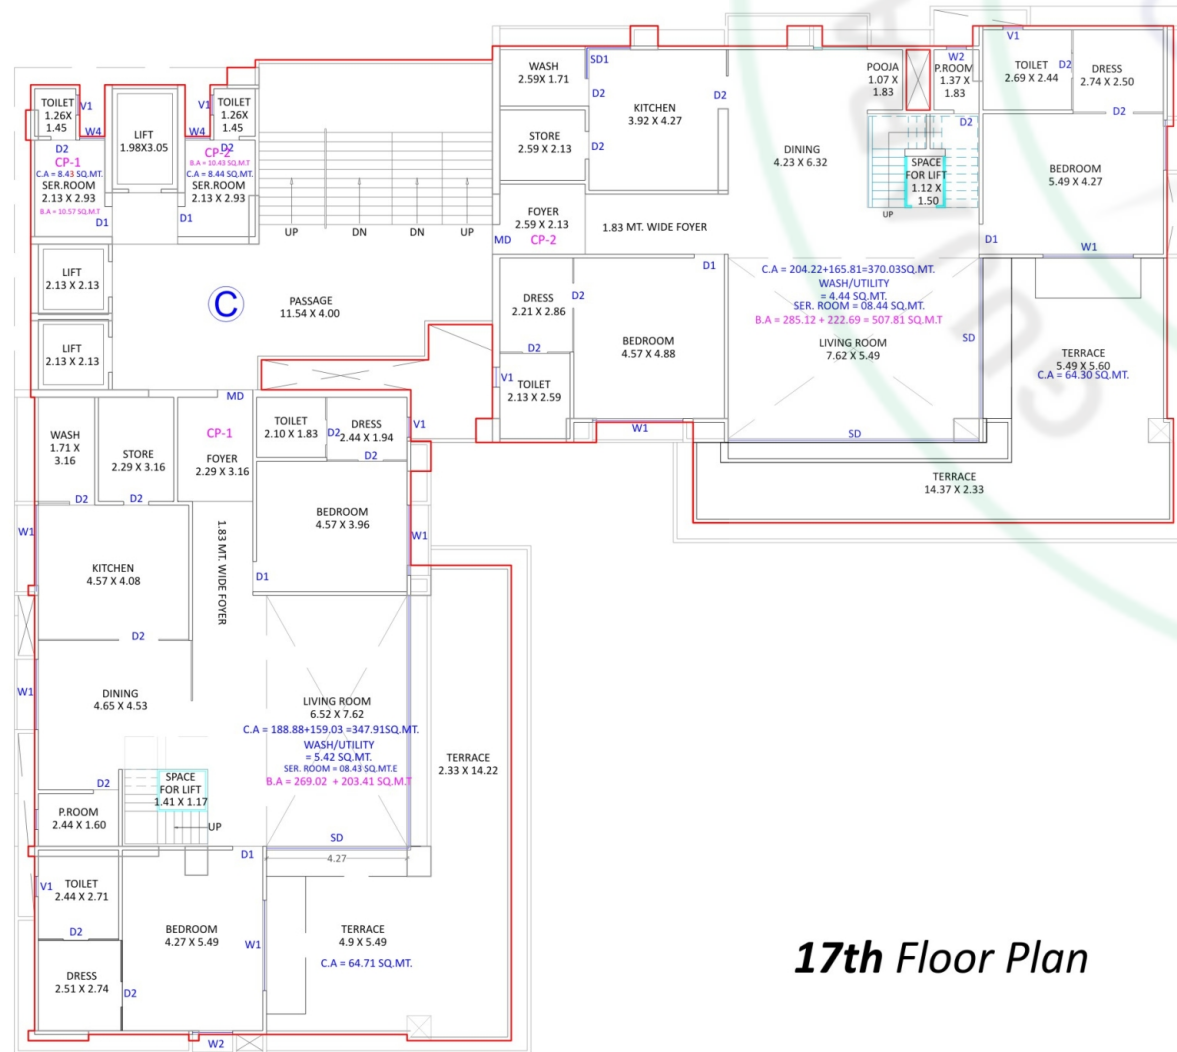 WASH
2.59X 1.71
SD1
D2
KITCHEN
3.92 X 4.27
D2
STORE
2.59 X 2.13
D2
FOYER
2.59 X 2.13
MD
CP-2
1.83 MT. WIDE FOYER
DINING
4.23 X 6.32
POOJA
1.07 X
1.83
W2
P.ROOM
1.37 X
1.83
D2
V1
TOILET
2.69 X 2.44
D2
DRESS
2.74 X 2.50
D2
SPACE
FOR LIFT
1.12 X
1.50
UP
BEDROOM
5.49 X 4.27
D1
W1
TOILET
1.26X
1.45
V1
W4
D2
CP-1
C.A = 8.43 SQ.MT.
SER.ROOM
2.13 X 2.93
B.A = 10.57 SQ.M.T
D1
LIFT
1.98X3.05
V1
TOILET
1.26X
1.45
W4
D2
CP-2
B.A = 10.43 SQ.M.T
C.A = 8.44 SQ.MT.
SER.ROOM
2.13 X 2.93
D1
UP
DN
DN
UP
LIFT
2.13 X 2.13
C
PASSAGE
11.54 X 4.00
LIFT
2.13 X 2.13
DRESS
2.21 X 2.86
D2
D2
V1
TOILET
2.13 X 2.59
D1
BEDROOM
4.57 X 4.88
W1
C.A = 204.22+165.81=370.03SQ.MT.
WASH/UTILITY
= 4.44 SQ.MT.
SER. ROOM = 08.44 SQ.MT.
B.A = 285.12 + 222.69 = 507.81 SQ.M.T
LIVING ROOM
7.62 X 5.49
SD
SD
TERRACE
5.49 X 5.60
C.A = 64.30 SQ.MT.
TERRACE
14.37 X 2.33
MD
WASH
1.71 X
3.16
D2
STORE
2.29 X 3.16
D2
CP-1
FOYER
2.29 X 3.16
TOILET
2.10 X 1.83
D2
DRESS
2.44 X 1.94
D2
V1
BEDROOM
4.57 X 3.96
W1
D1
1.83 MT. WIDE FOYER
W1
KITCHEN
4.57 X 4.08
D2
W1
DINING
4.65 X 4.53
D2
LIVING ROOM
6.52 X 7.62
C.A = 188.88+159.03 =347.91SQ.MT.
WASH/UTILITY
= 5.42 SQ.MT.
SER. ROOM = 08.43 SQ.MT.E
B.A = 269.02 + 203.41 SQ.M.T
SD
4.27
TERRACE
2.33 X 14.22
SPACE
FOR LIFT
1.41 X 1.17
UP
P.ROOM
2.44 X 1.60
D1
V1
TOILET
2.44 X 2.71
D2
DRESS
2.51 X 2.74
D2
BEDROOM
4.27 X 5.49
W1
W2
TERRACE
4.9 X 5.49
C.A = 64.71 SQ.MT.
17th Floor Plan